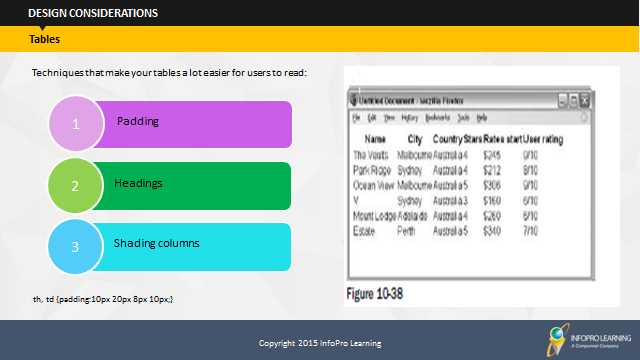 DESIGN CONSIDERATIONS
Tables
Techniques that make your tables a lot easier for users to read:
1 Padding
2 Headings
3 Shading columns
th, td {padding:10px 20px 8px 10px;}
Untitled Document - Mozilla Firefox
File Edit View History Bookmarks Tools Help
Name City Country Stars Rates start User rating
The Vaults Melbourne Australia 4 $245 9/10
Park Ridge Sydney Australia 4 $212 8/10
Ocean View Melbourne Australia 5 $306 9/10
V Sydney Australia 3 $160 6/10
Mount Lodge Adelaide Australia 4 $260 6/10
Estate Perth Australia 5 $340 7/10
Figure 10-38
Copyright 2015 InfoPro Learning
INFOPRO LEARNING
A Compunnel Company